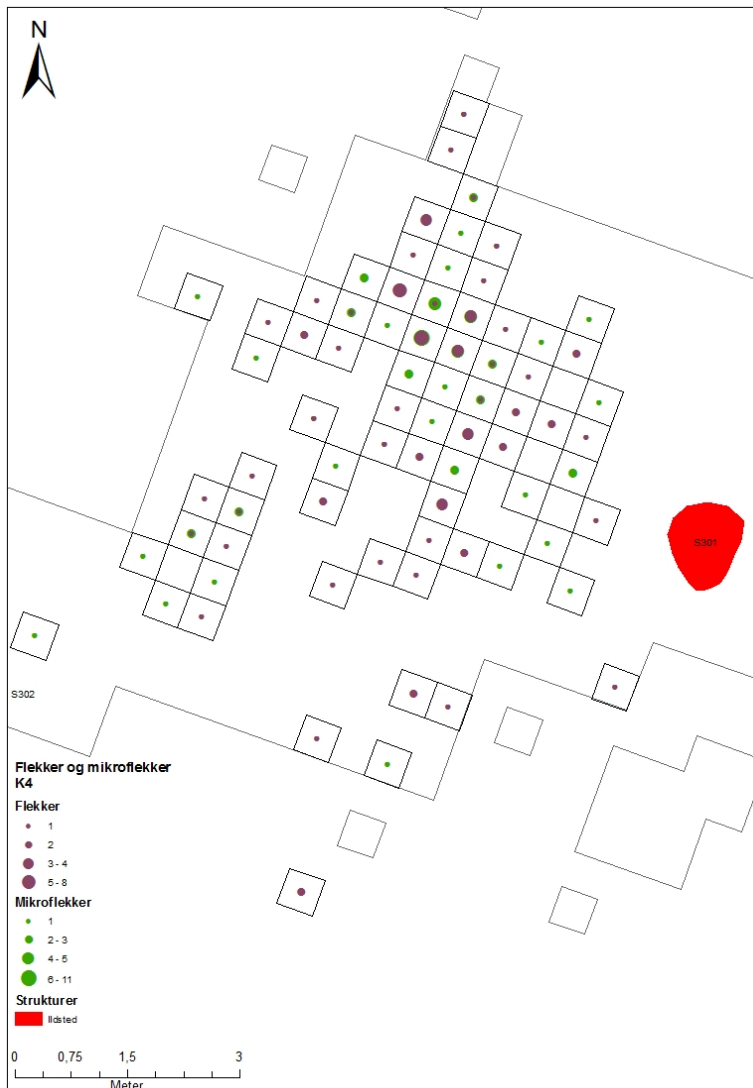 N
S301
S302
Flekker og mikroflekker
K4
Flekker
1
2
3 - 4
5 - 8
Mikroflekker
1
2 - 3
4 - 5
6 - 11
Strukturer
Ildsted
0 0,75 1,5 3
Meter